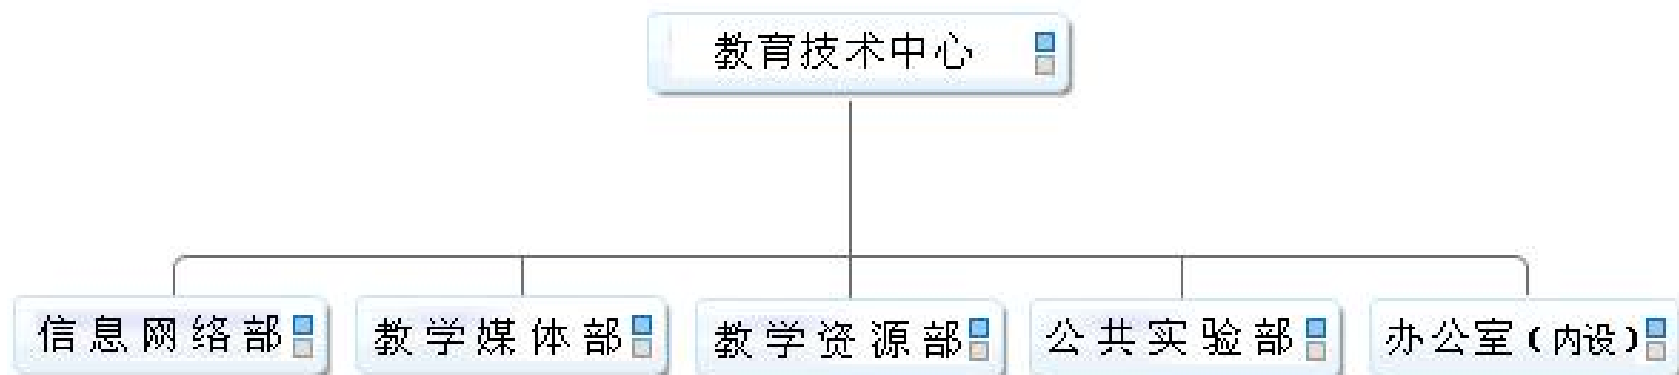 教育技术中心
信息网络部
教学媒体部
教学资源部
公共实验部
办公室(内设)